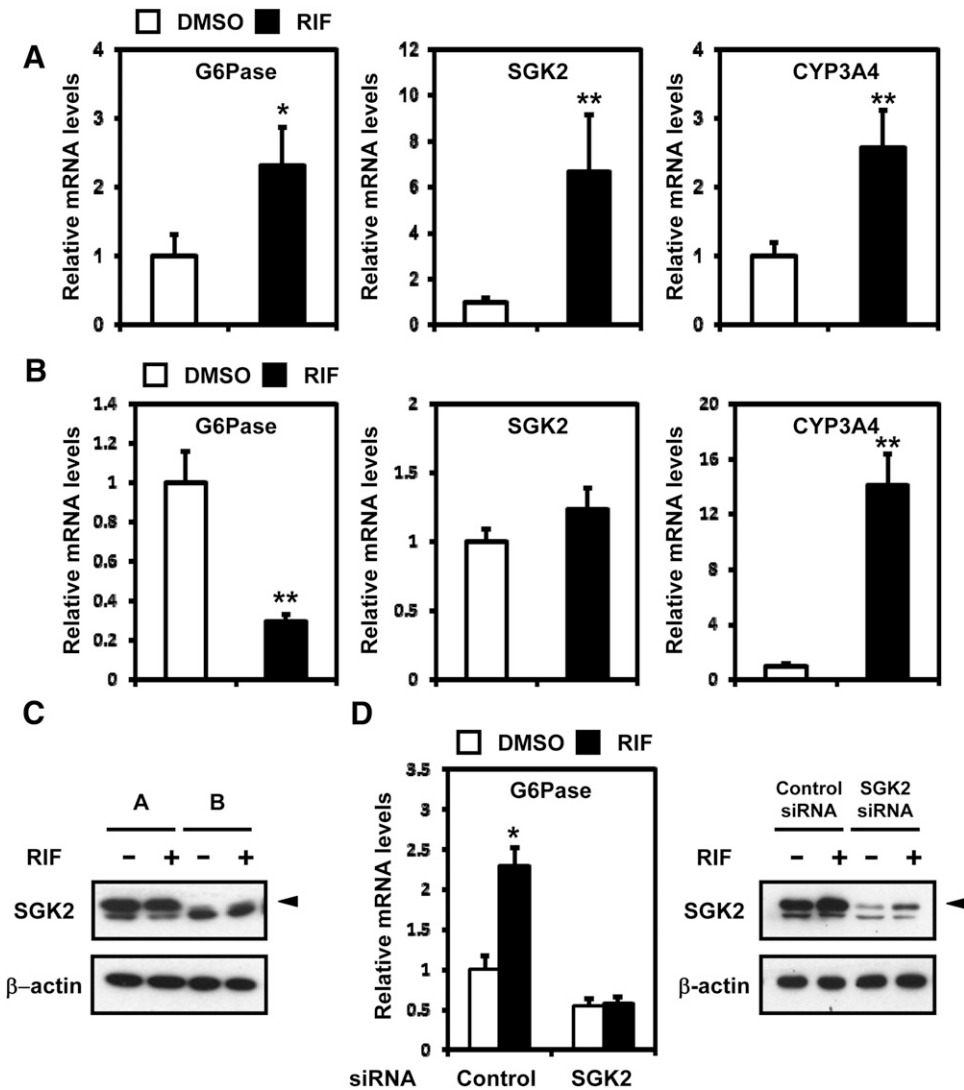 DMSO RIF
A
G6Pase
Relative mRNA levels
4
3
2
1
0
*
SGK2
Relative mRNA levels
12
10
8
6
4
2
0
**
CYP3A4
Relative mRNA levels
4
3
2
1
0
**
B
DMSO RIF
G6Pase
Relative mRNA levels
1.4
1.2
1
0.8
0.6
0.4
0.2
0
**
SGK2
Relative mRNA levels
2
1.5
1
0.5
0
CYP3A4
Relative mRNA levels
20
16
12
8
4
0
**
C
A B
RIF − + − +
SGK2
β−actin
D
DMSO RIF
G6Pase
Relative mRNA levels
3.5
3
2.5
2
1.5
1
0.5
0
*
siRNA Control SGK2
Control SGK2
siRNA siRNA
RIF − + − +
SGK2
β-actin